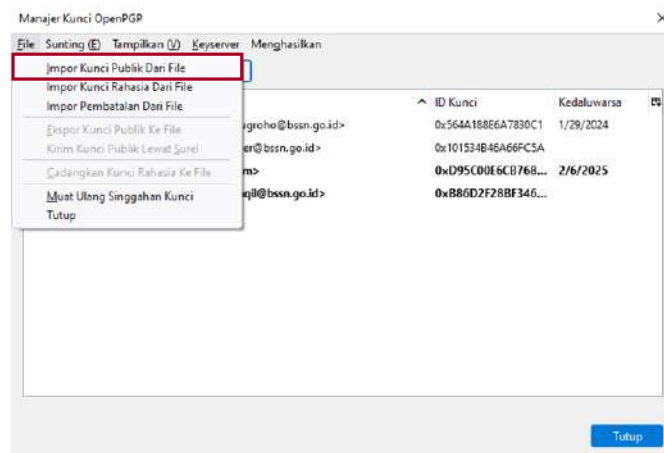 Manajer Kunci OpenPGP
File Sunting (E) Tampilkan (V) Keyserver Menghasilkan
Impor Kunci Publik Dari File
Impor Kunci Rahasia Dari File
Impor Pembatalan Dari File
Ekspor Kunci Publik Ke File
Kirim Kunci Publik Lewat Surel
Cadangkan Kunci Rahasia Ke File
Muat Ulang Singgahan Kunci
Tutup
ID Kunci Kedaluwarsa
ugroho@bssn.go.id> 0x564A188E6A7830C1 1/29/2024
er@bssn.go.id> 0x101534B46A66FC5A
m> 0xD95C00E6CB768... 2/6/2025
qil@bssn.go.id> 0xB86D2F28BF346...
Tutup